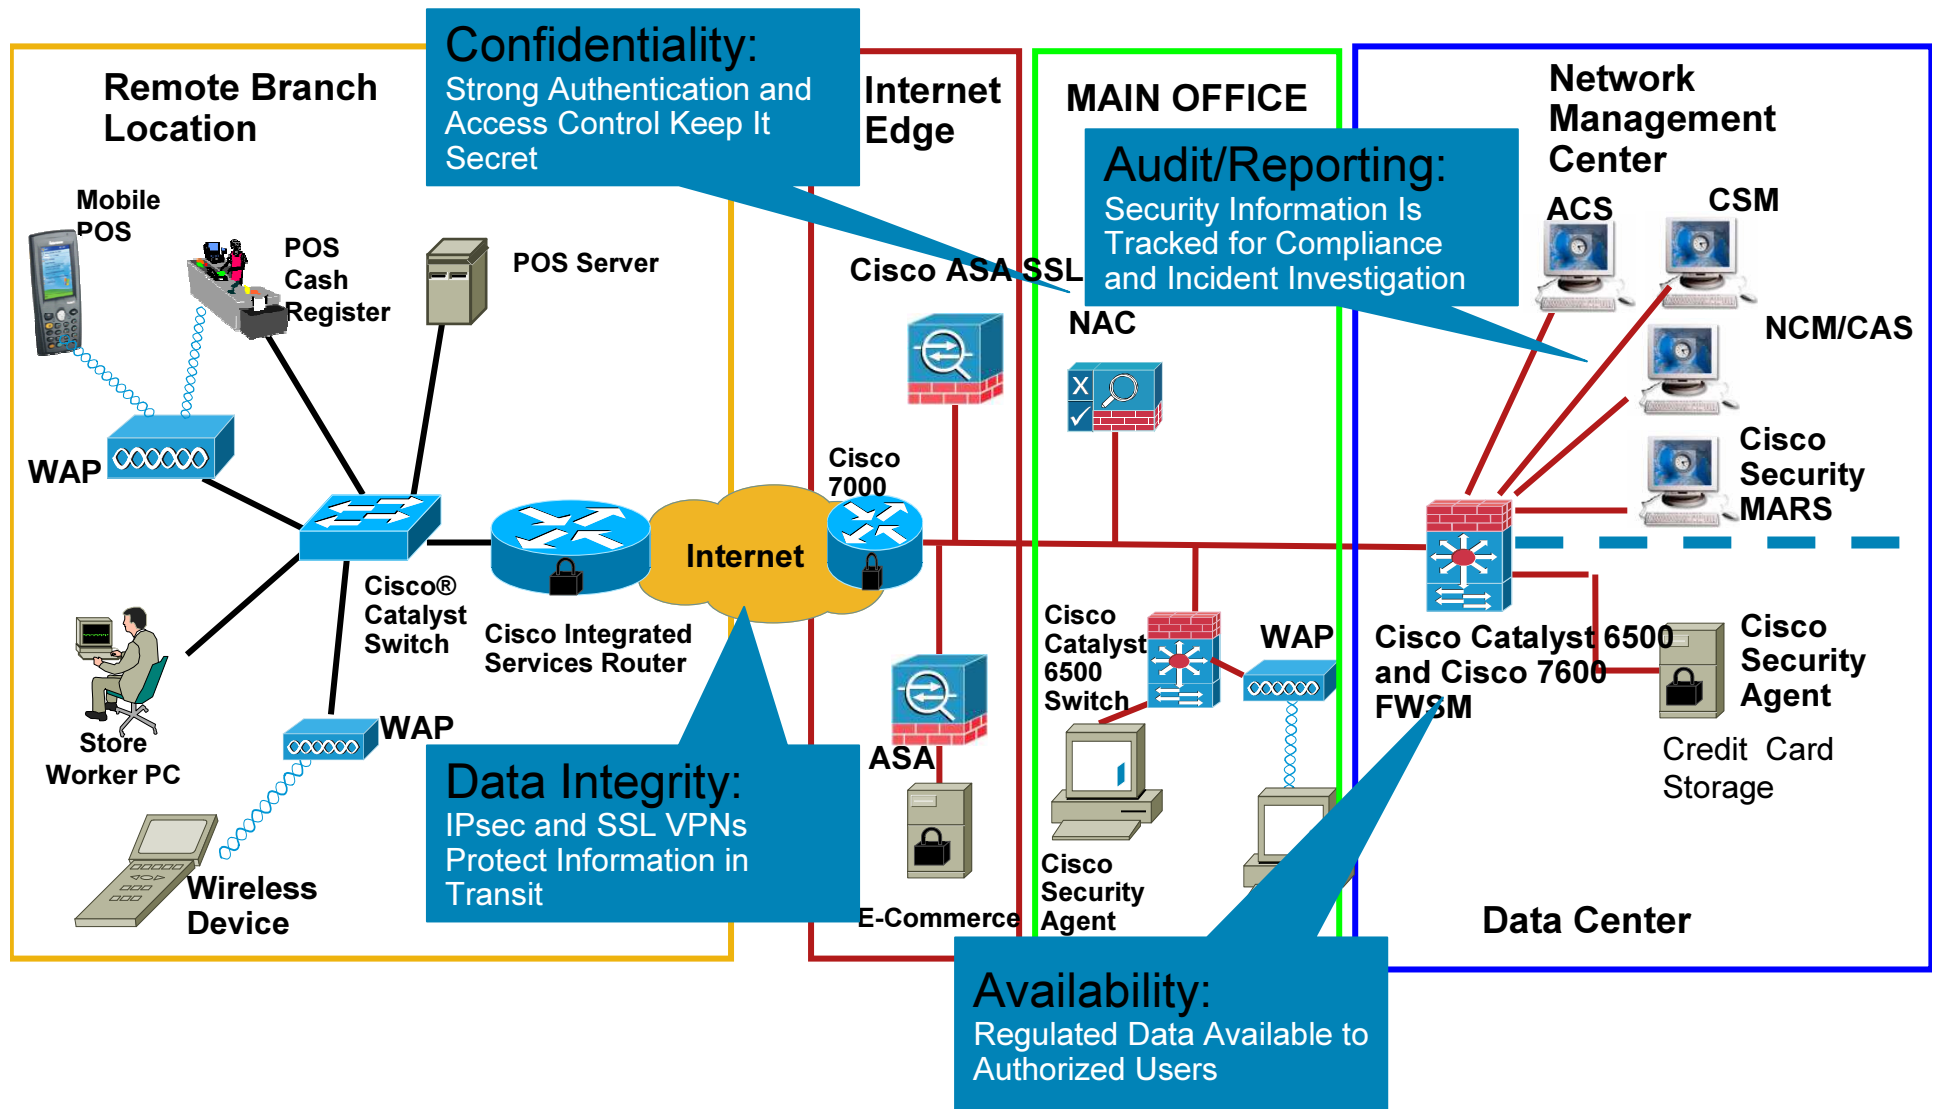 Confidentiality:
Strong Authentication and
Access Control Keep It
Secret
Remote Branch
Location
Internet
Edge
MAIN OFFICE
Network
Management
Center
Audit/Reporting:
Security Information Is
Tracked for Compliance
and Incident Investigation
Mobile
POS
POS
Cash
Register
POS Server
Cisco ASA SSL
NAC
ACS
CSM
NCM/CAS
Cisco
Security
MARS
WAP
Cisco
7000
Internet
Cisco®
Catalyst
Switch
Cisco Integrated
Services Router
Cisco
Catalyst
6500
Switch
WAP
Cisco Catalyst 6500
and Cisco 7600
FWSM
Cisco
Security
Agent
Credit Card
Storage
Store
Worker PC
WAP
ASA
Data Integrity:
IPsec and SSL VPNs
Protect Information in
Transit
Wireless
Device
E-Commerce
Cisco
Security
Agent
Data Center
Availability:
Regulated Data Available to
Authorized Users
X